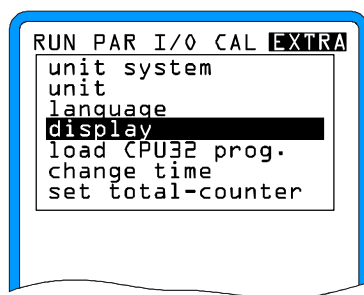 RUN PAR I/O CAL EXTRA
unit system
unit
language
display
load CPU32 prog.
change time
set total-counter